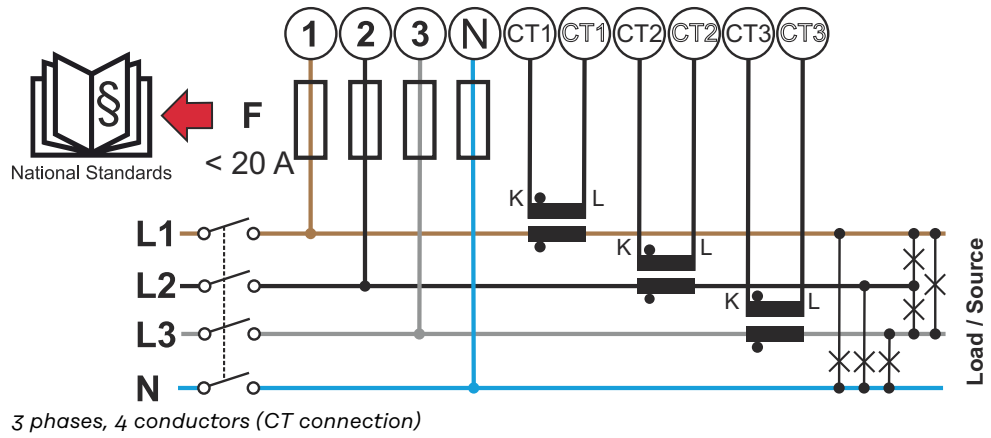 1 2 3 N CT1 CT1 CT2 CT2 CT3 CT3
§
F
National Standards
< 20 A
K L
L1
K L
L2
K L
L3
N
Load / Source
3 phases, 4 conductors (CT connection)